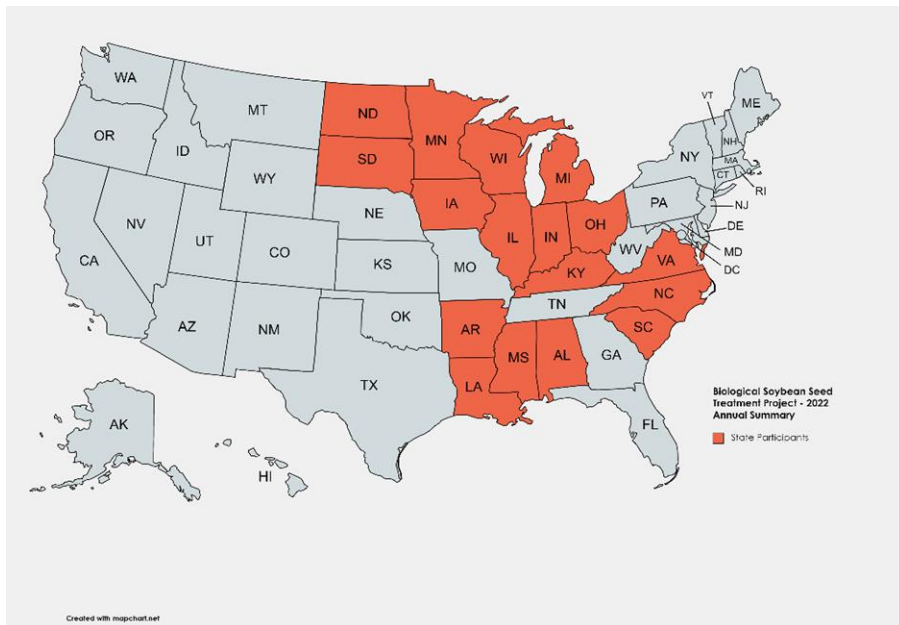 WA
MT
ND
MN
OR
ID
SD
WI
MI
WY
IA
NE
NV
UT
CO
KS
MO
IL
IN
OH
KY
WV
VA
CA
AZ
NM
OK
AR
TN
NC
SC
TX
LA
MS
AL
GA
FL
VT
ME
NH
NY
MA
CT
RI
PA
NJ
DE
MD
DC
AK
HI
Biological Soybean Seed
Treatment Project - 2022
Annual Summary
State Participants
Created with mapchart.net